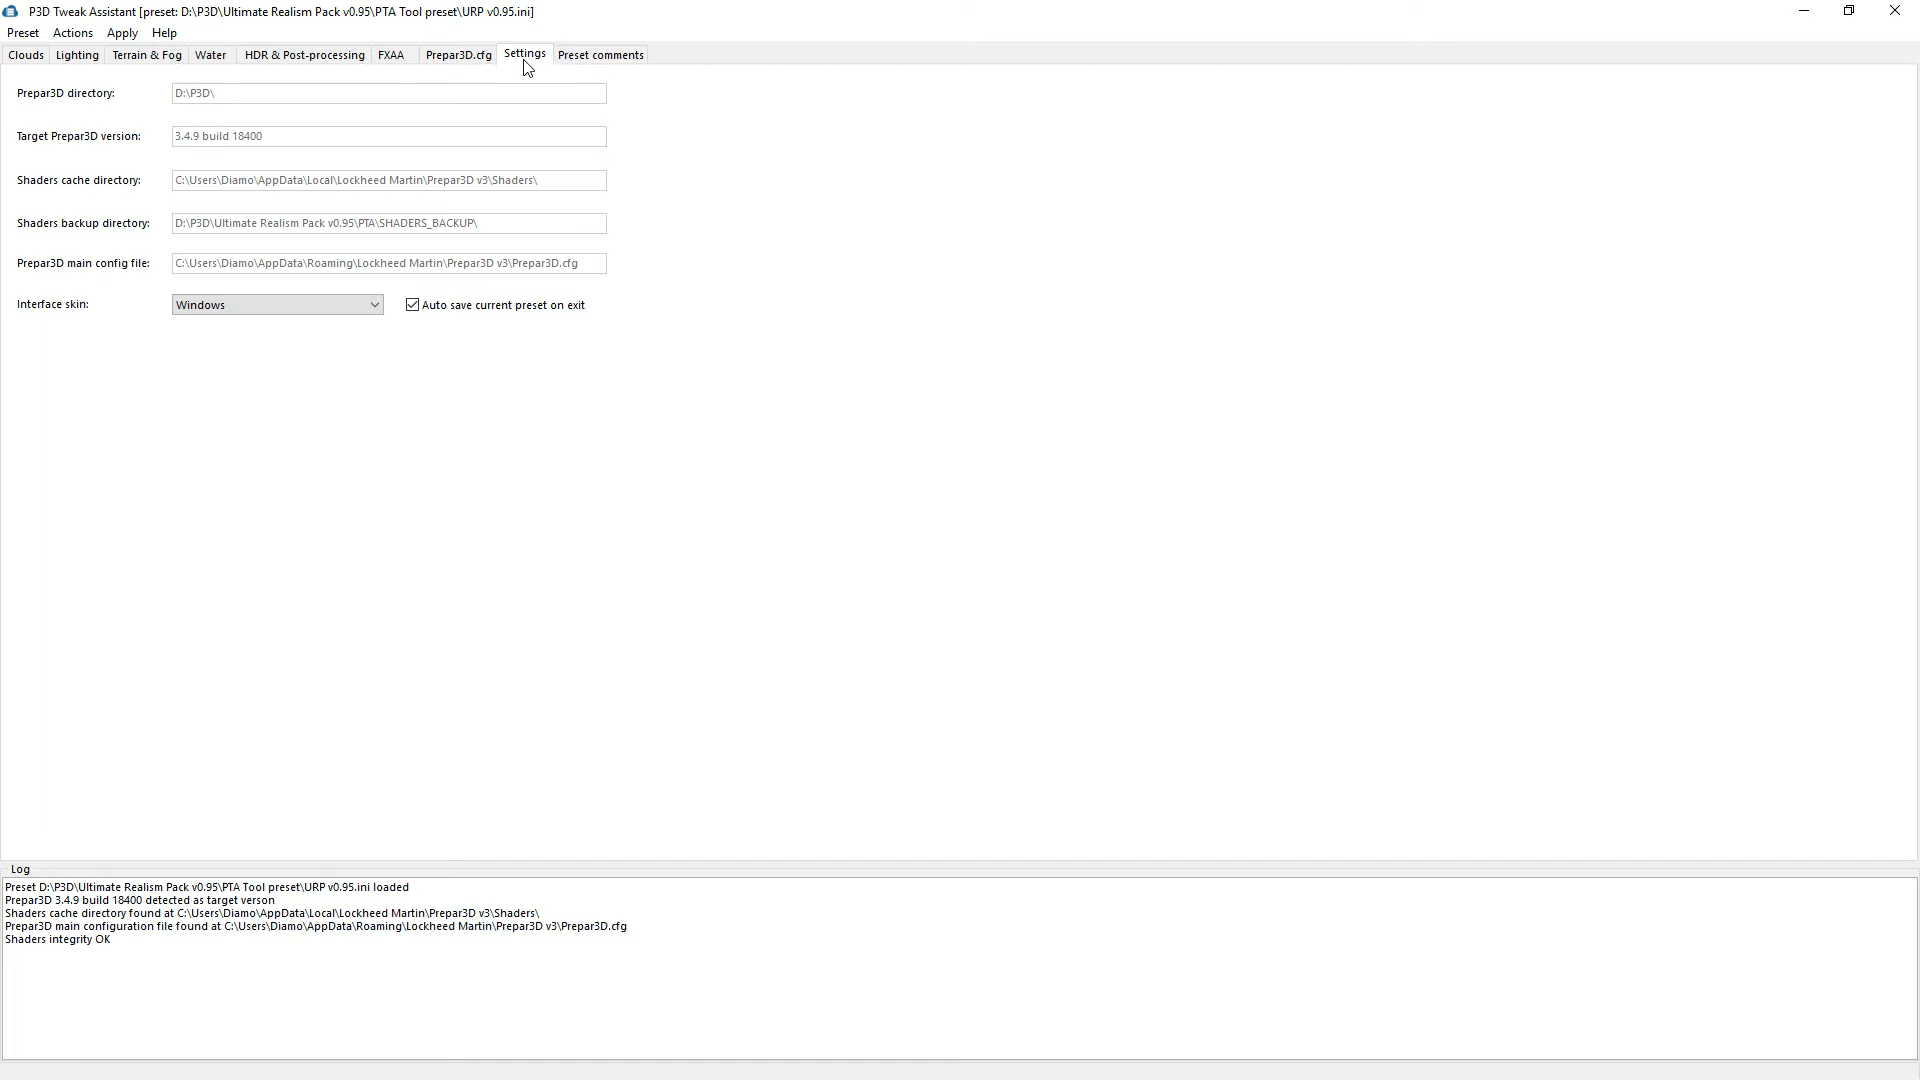 P3D Tweak Assistant [preset: D:\P3D\Ultimate Realism Pack v0.95\PTA Tool preset\URP v0.95.ini]
Preset Actions Apply Help
Clouds Lighting Terrain & Fog Water HDR & Post-processing FXAA Prepar3D.cfg Settings Preset comments
Prepar3D directory: D:\P3D\
Target Prepar3D version: 3.4.9 build 18400
Shaders cache directory: C:\Users\Diamo\AppData\Local\Lockheed Martin\Prepar3D v3\Shaders\
Shaders backup directory: D:\P3D\Ultimate Realism Pack v0.95\PTA\SHADERS_BACKUP\
Prepar3D main config file: C:\Users\Diamo\AppData\Roaming\Lockheed Martin\Prepar3D v3\Prepar3D.cfg
Interface skin: Windows Auto save current preset on exit
Log
Preset D:\P3D\Ultimate Realism Pack v0.95\PTA Tool preset\URP v0.95.ini loaded
Prepar3D 3.4.9 build 18400 detected as target verson
Shaders cache directory found at C:\Users\Diamo\AppData\Local\Lockheed Martin\Prepar3D v3\Shaders\
Prepar3D main configuration file found at C:\Users\Diamo\AppData\Roaming\Lockheed Martin\Prepar3D v3\Prepar3D.cfg
Shaders integrity OK